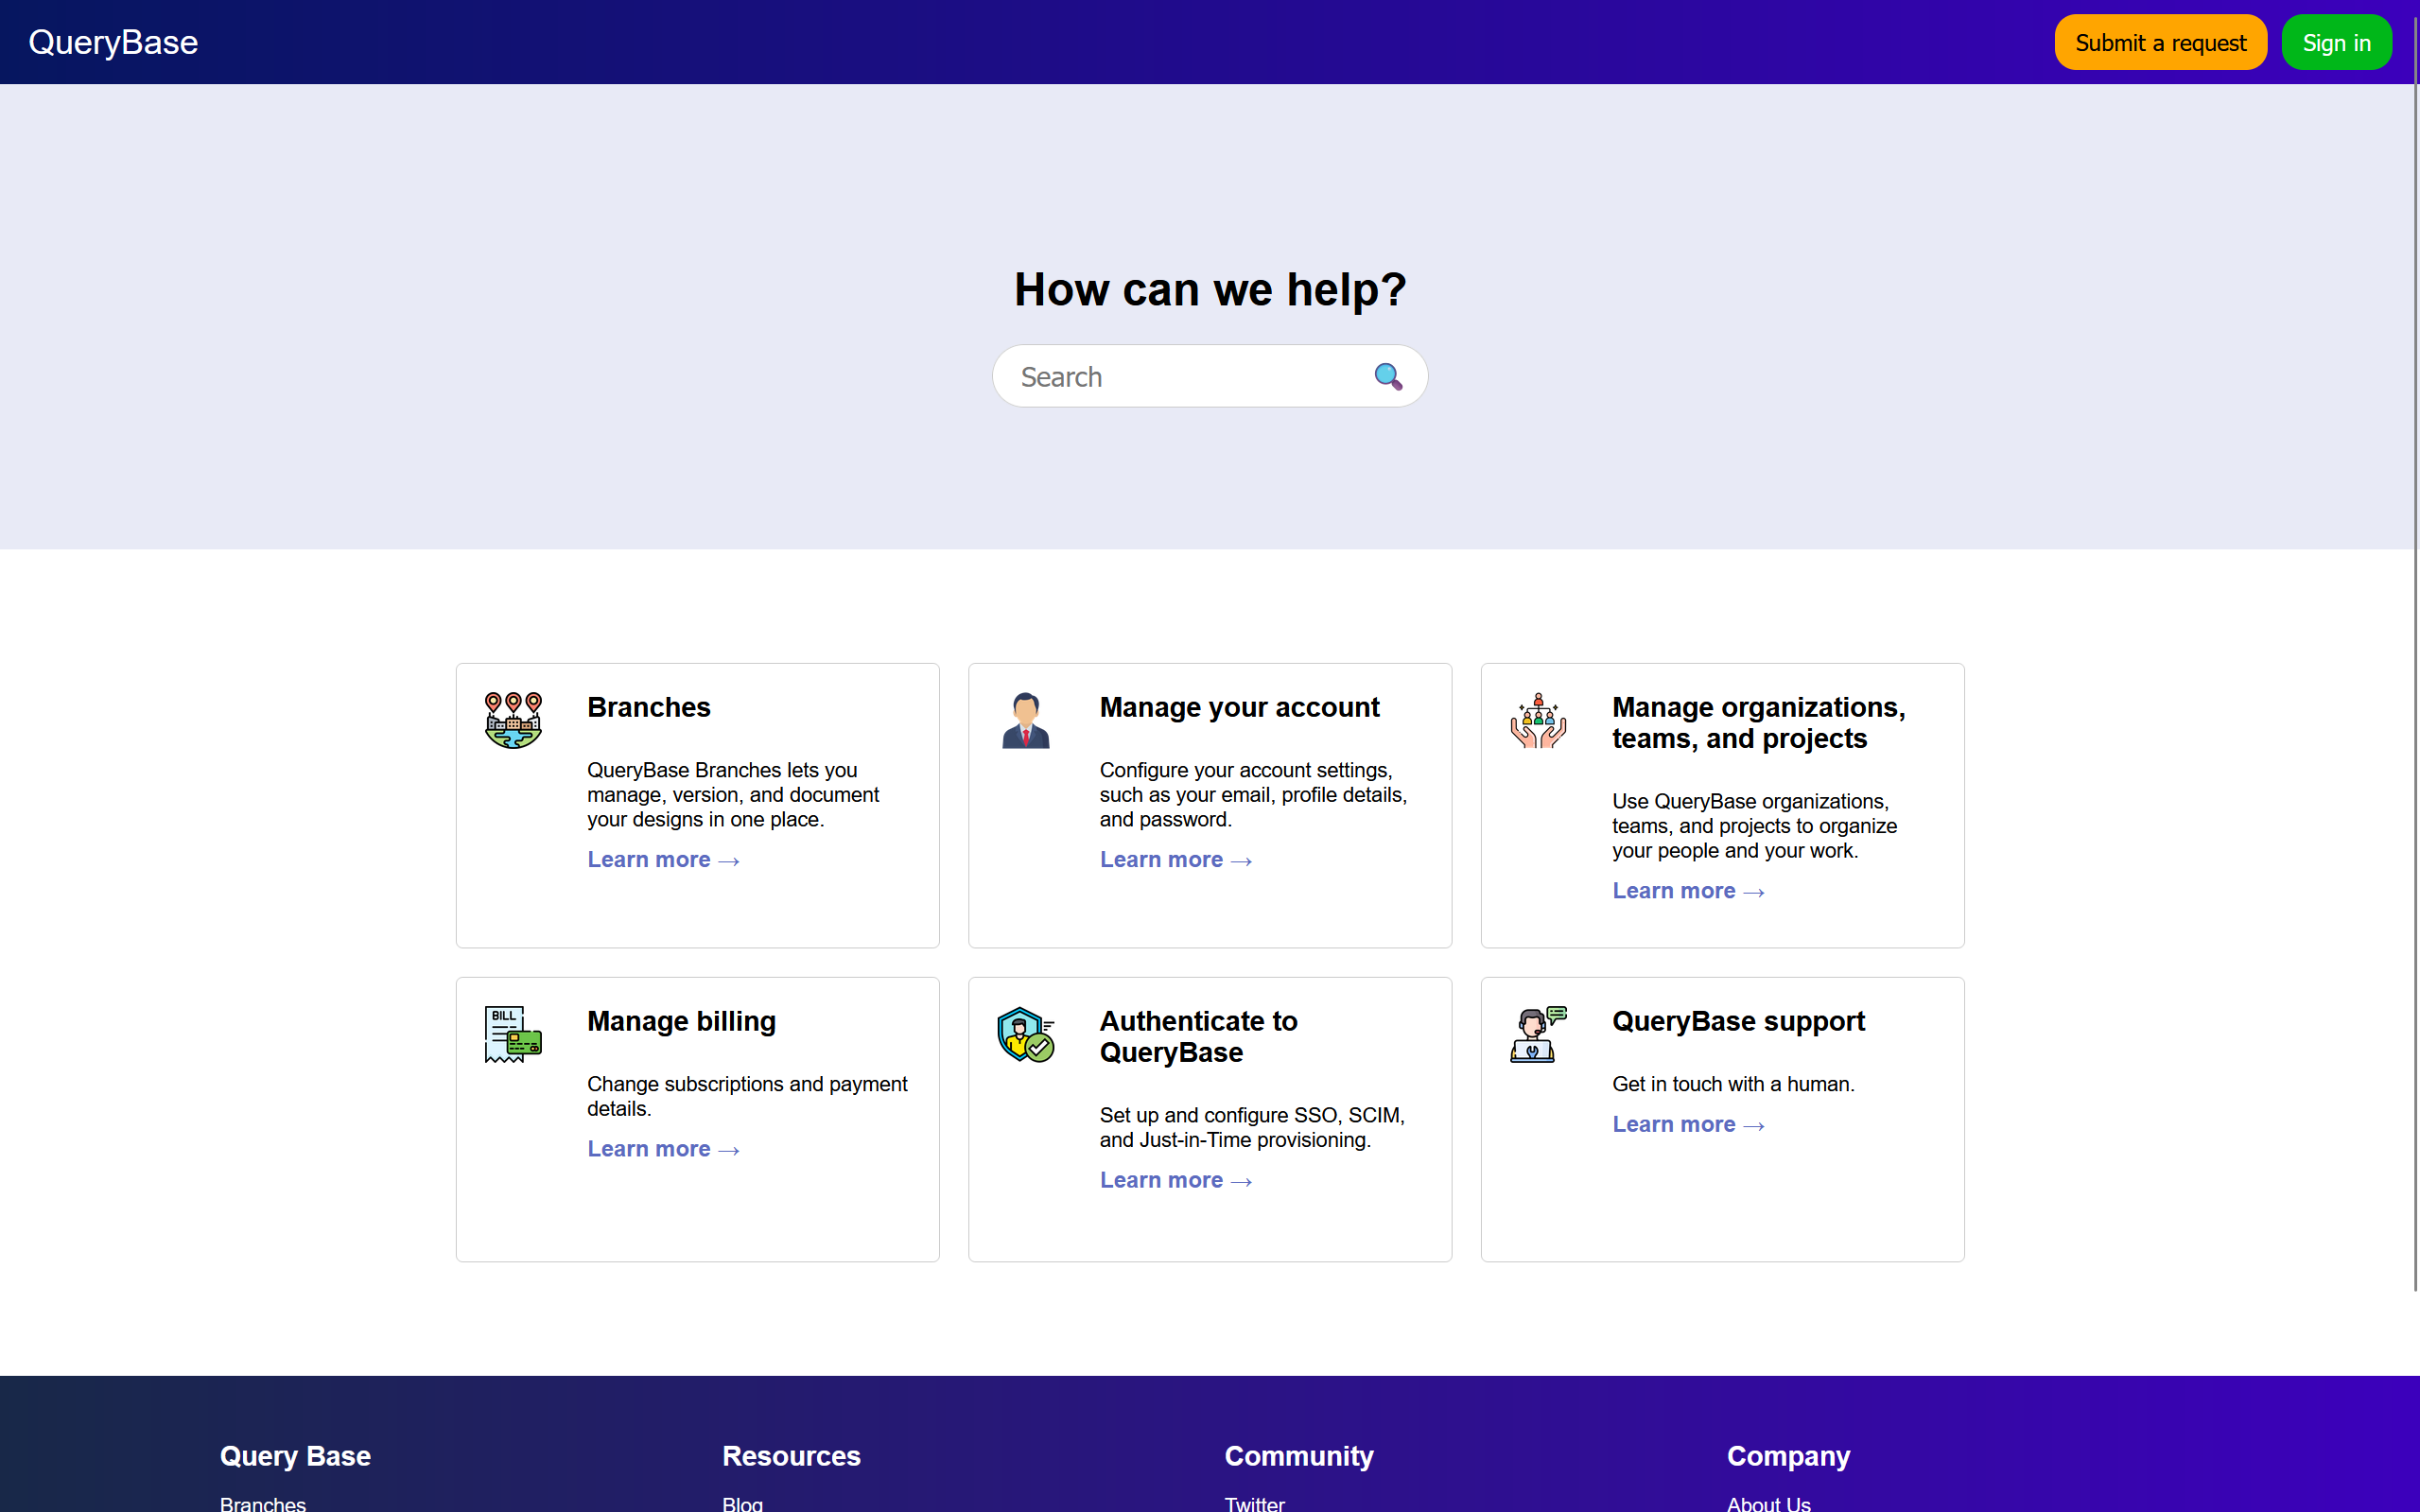 QueryBase
Submit a request
Sign in
How can we help?
Search
Branches
QueryBase Branches lets you
manage, version, and document
your designs in one place.
Learn more →
Manage your account
Configure your account settings,
such as your email, profile details,
and password.
Learn more →
Manage organizations,
teams, and projects
Use QueryBase organizations,
teams, and projects to organize
your people and your work.
Learn more →
BILL
Manage billing
Change subscriptions and payment
details.
Learn more →
Authenticate to
QueryBase
Set up and configure SSO, SCIM,
and Just-in-Time provisioning.
Learn more →
QueryBase support
Get in touch with a human.
Learn more →
Query Base
Branches
Resources
Blog
Community
Twitter
Company
About Us